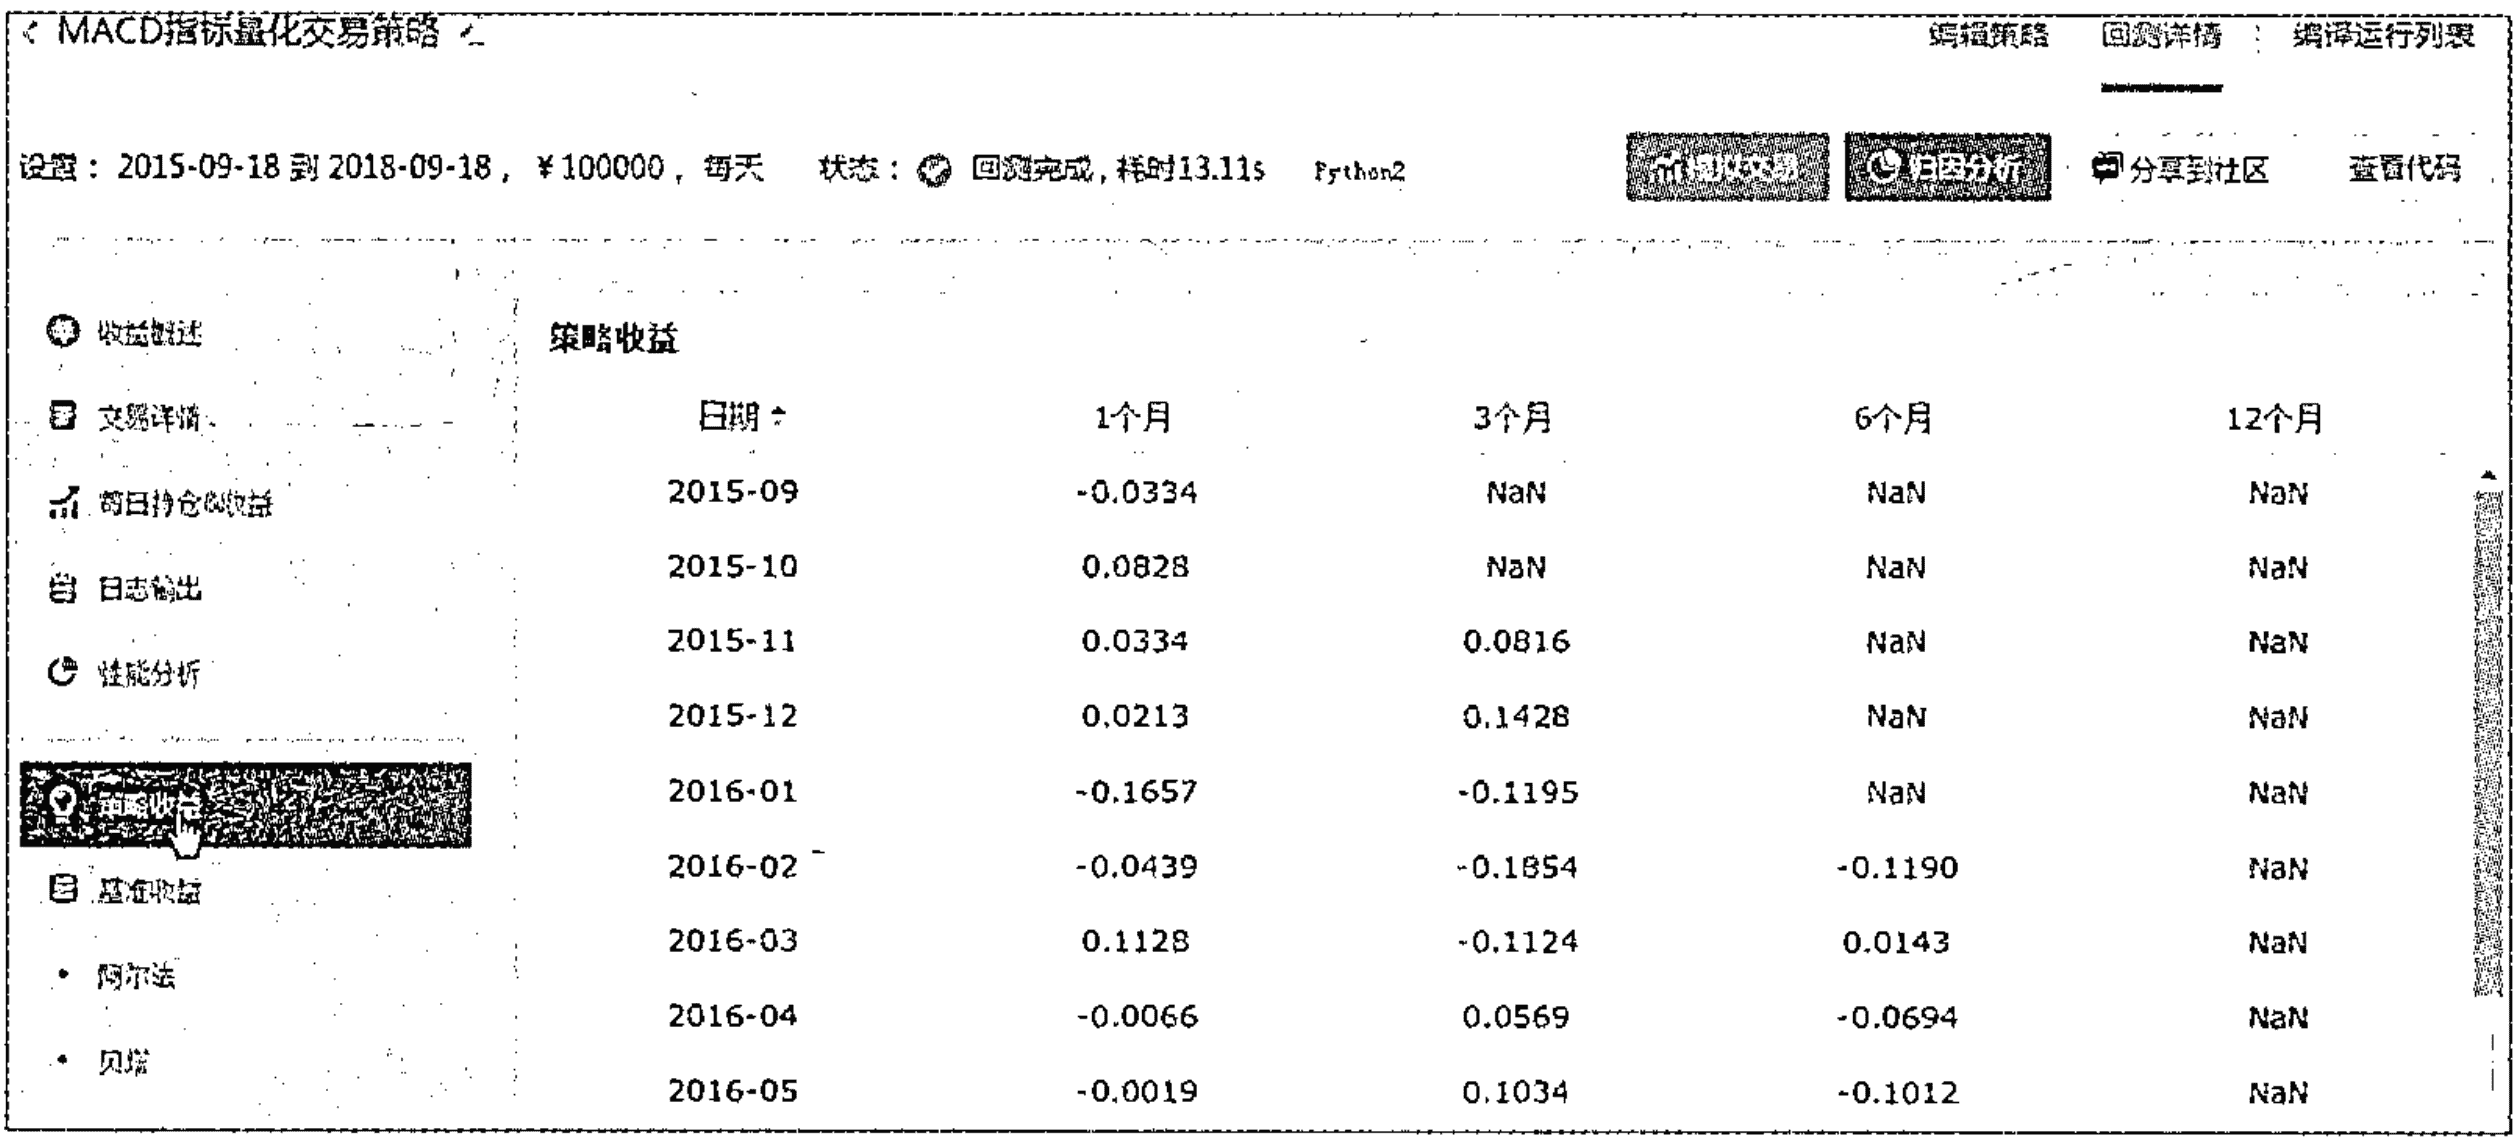 MACD指标量化交易策略
编辑策略 回测详情 编译运行列表
设置：2015-09-18 到 2018-09-18，￥100000，每天 状态： 回测完成，耗时13.11s Python2 模拟交易 归因分析 分享到社区 查看代码
收益概述
交易详情
每日持仓&收益
日志输出
性能分析
策略收益
基准收益
阿尔法
贝塔
策略收益
日期 1个月 3个月 6个月 12个月
2015-09 -0.0334 NaN NaN NaN
2015-10 0.0828 NaN NaN NaN
2015-11 0.0334 0.0816 NaN NaN
2015-12 0.0213 0.1428 NaN NaN
2016-01 -0.1657 -0.1195 NaN NaN
2016-02 -0.0439 -0.1854 -0.1190 NaN
2016-03 0.1128 -0.1124 0.0143 NaN
2016-04 -0.0066 0.0569 -0.0694 NaN
2016-05 -0.0019 0.1034 -0.1012 NaN